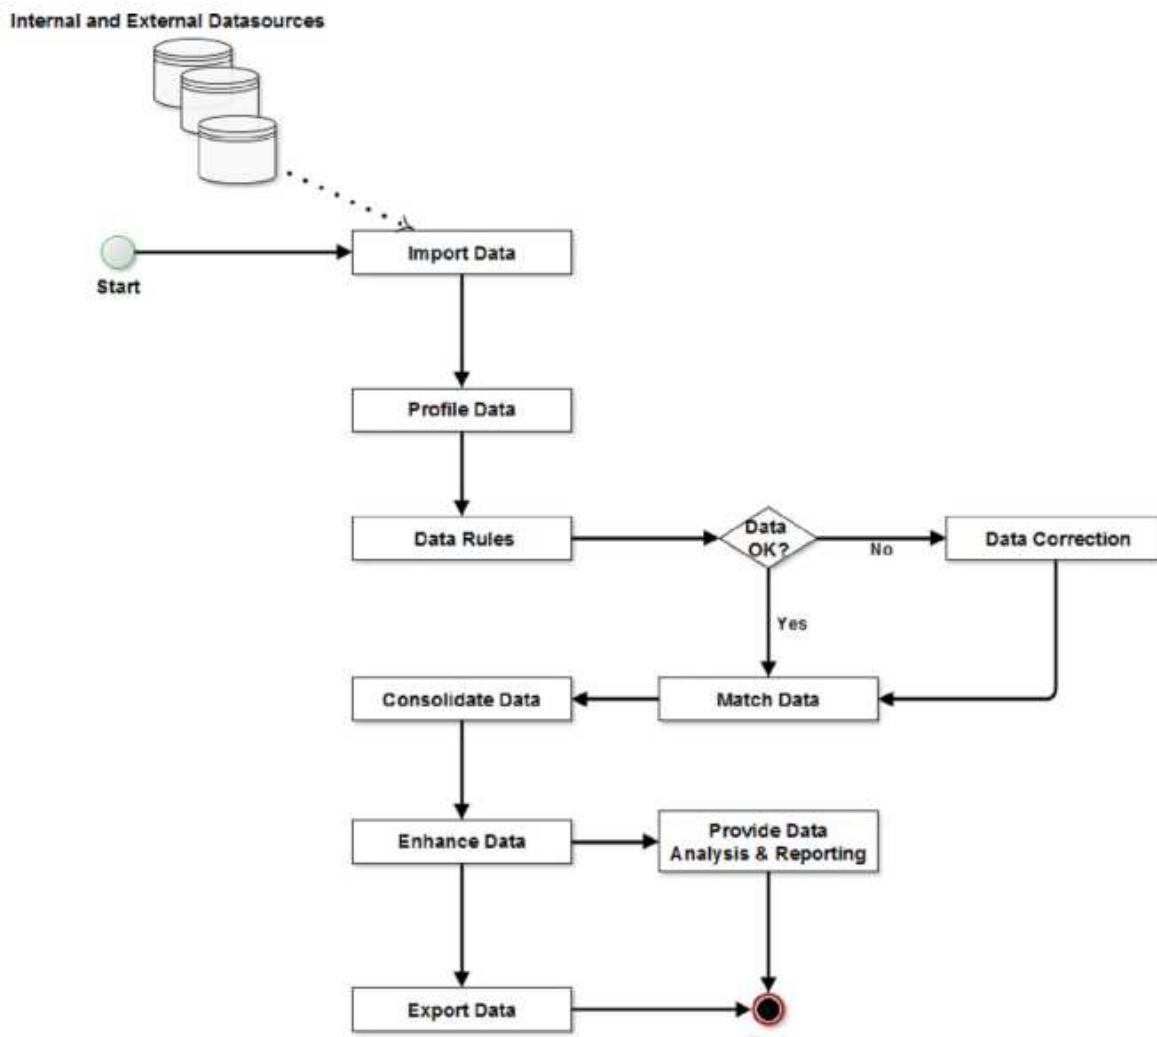 Internal and External Datasources
Import Data
Start
Profile Data
Data Rules
Data
OK?
No
Data Correction
Yes
Consolidate Data
Match Data
Enhance Data
Provide Data
Analysis & Reporting
Export Data